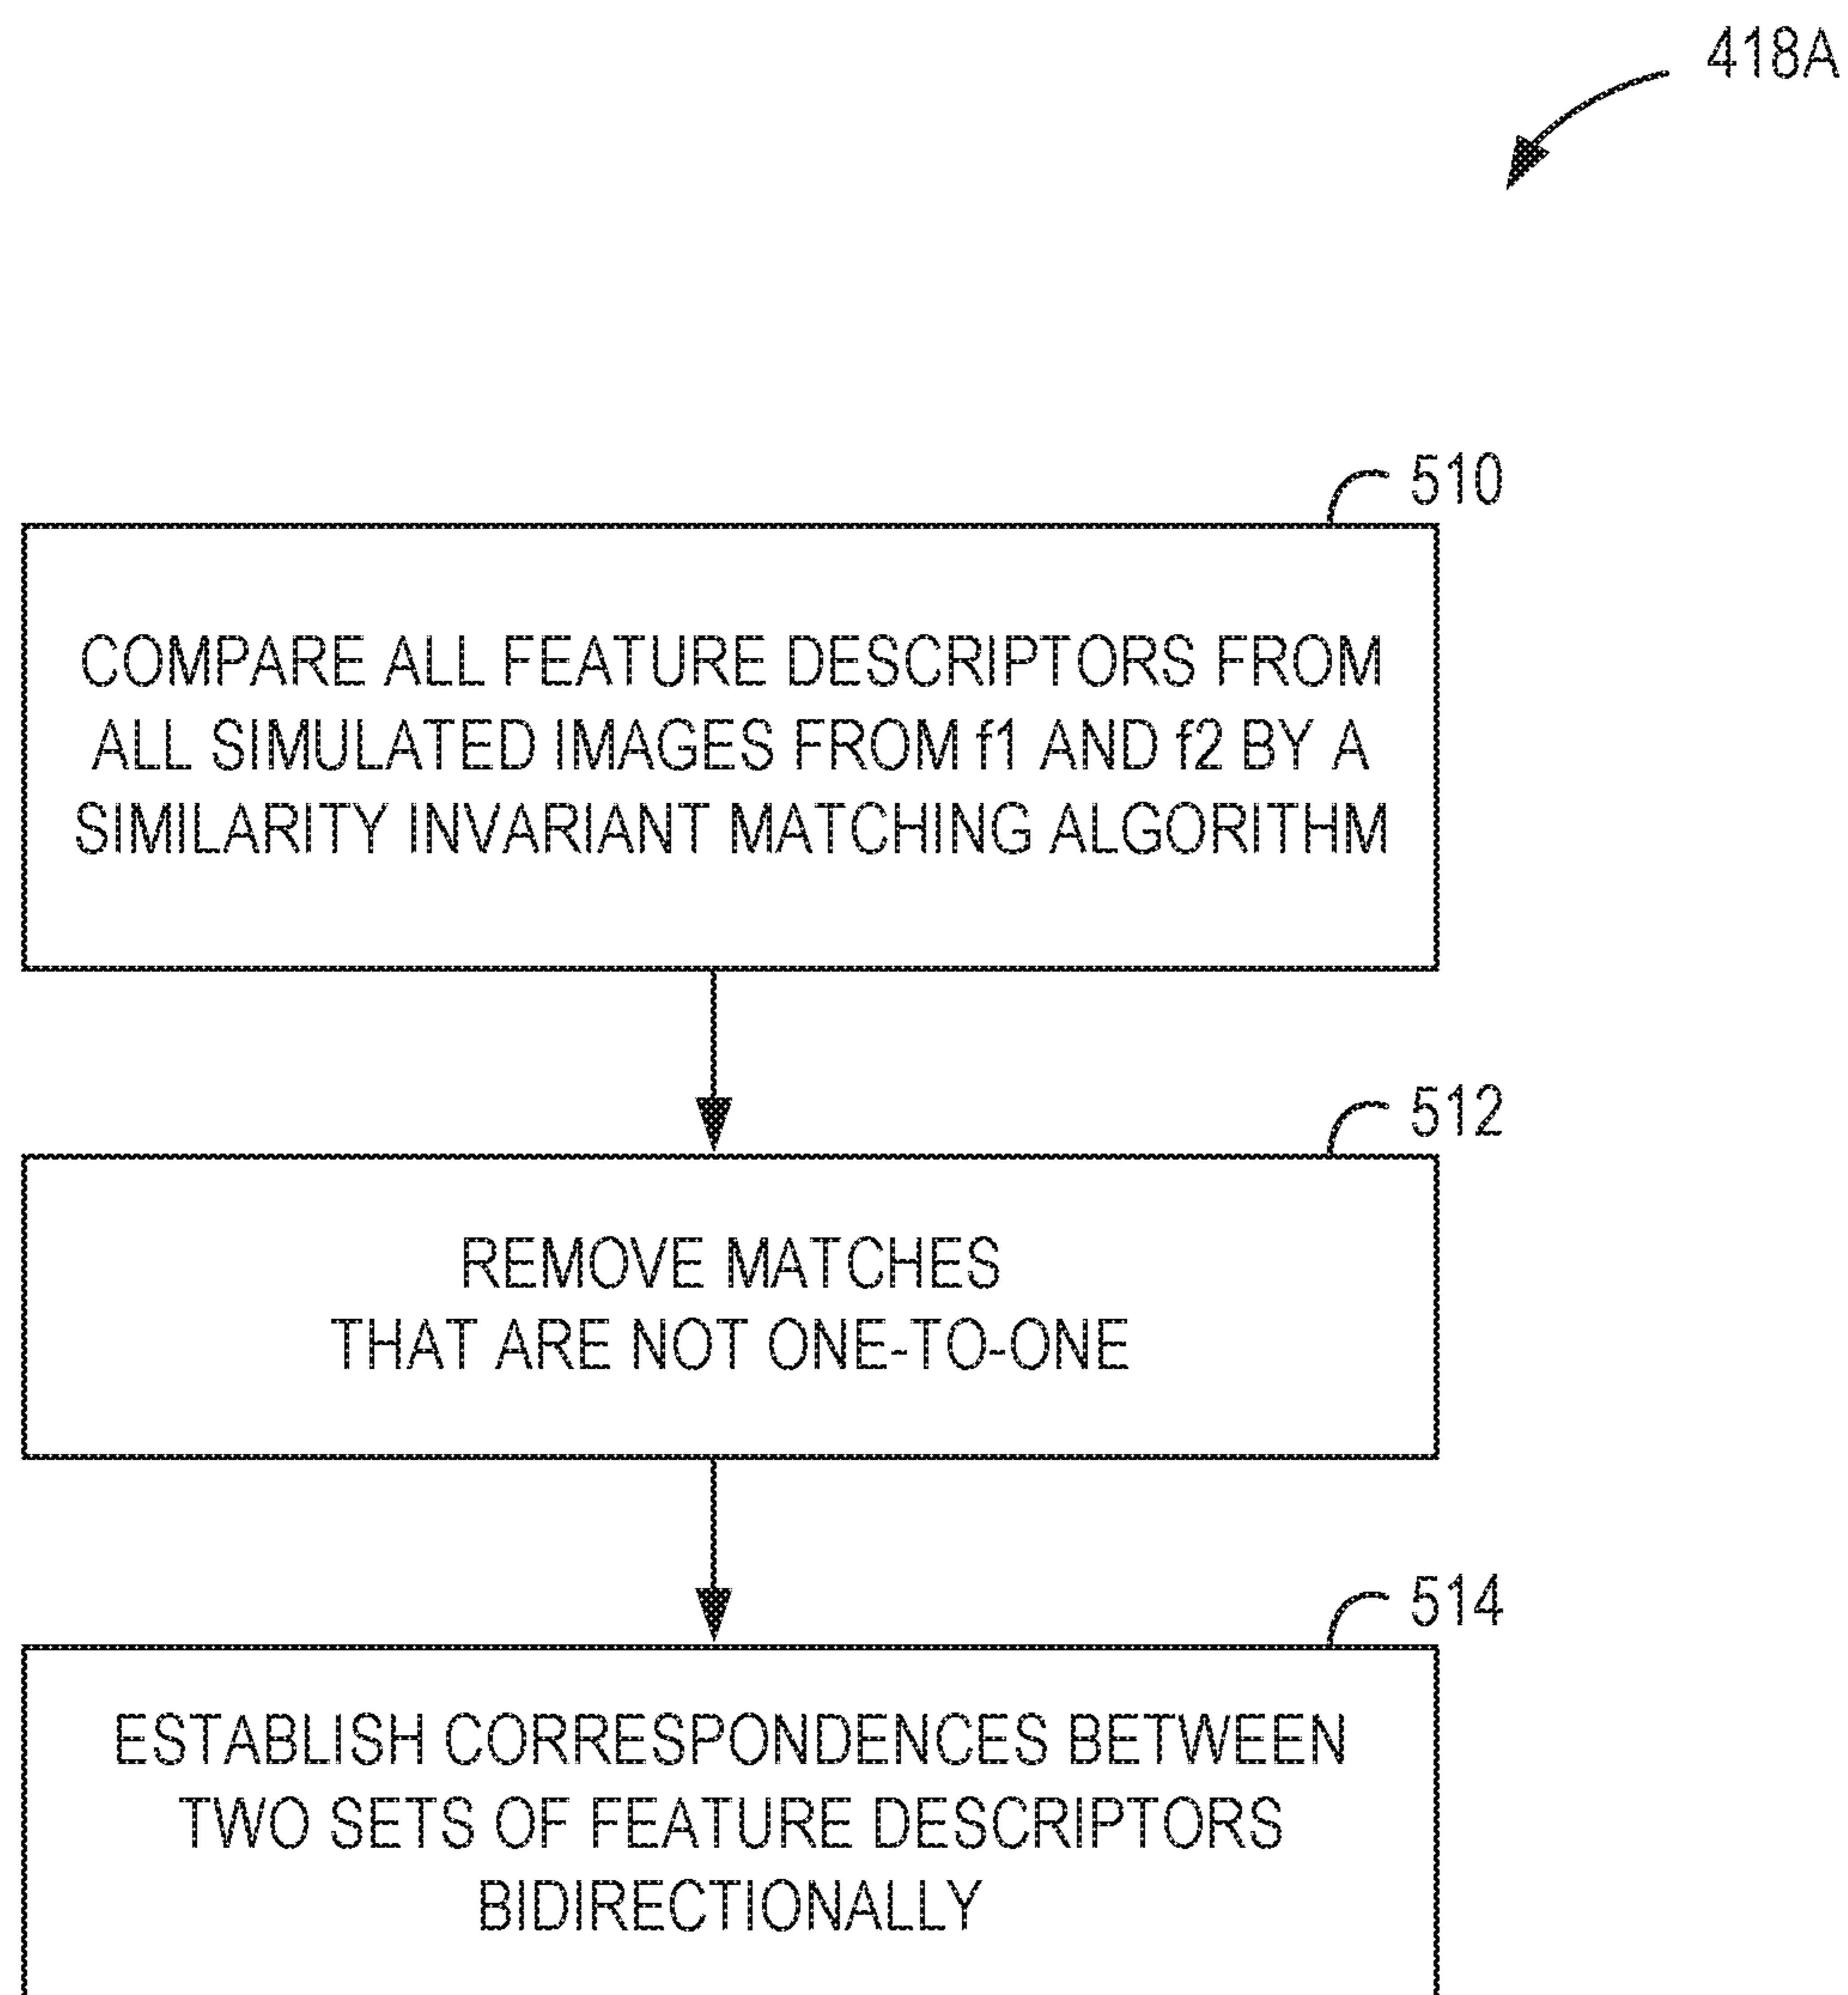 418A
510
COMPARE ALL FEATURE DESCRIPTORS FROM
ALL SIMULATED IMAGES FROM f1 AND f2 BY A
SIMILARITY INVARIANT MATCHING ALGORITHM
512
REMOVE MATCHES
THAT ARE NOT ONE-TO-ONE
514
ESTABLISH CORRESPONDENCES BETWEEN
TWO SETS OF FEATURE DESCRIPTORS
BIDIRECTIONALLY